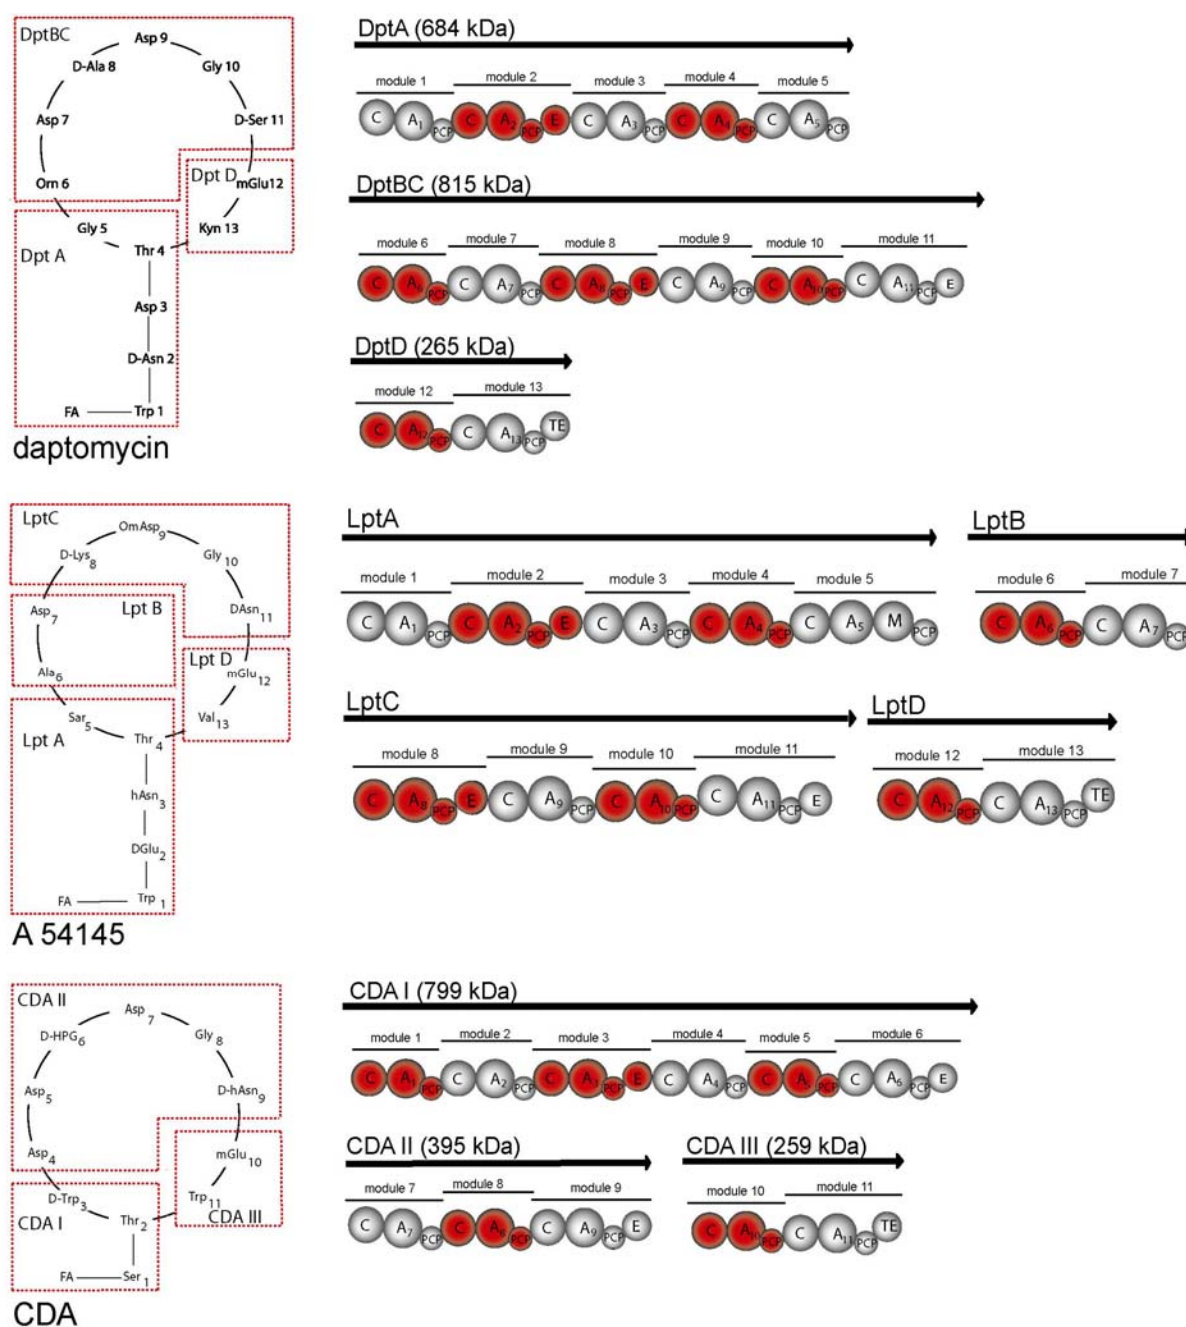 DptBC
Asp 9
D-Ala 8
Gly 10
Asp 7
D-Ser 11
Dpt D
mGlu12
Orn 6
Kyn 13
Gly 5
Thr 4
Dpt A
Asp 3
D-Asn 2
FA
Trp 1
daptomycin
DptA (684 kDa)
module 1 module 2 module 3 module 4 module 5
C A1 PCP C A2 PCP E C A3 PCP C A4 PCP C A5 PCP
DptBC (815 kDa)
module 6 module 7 module 8 module 9 module 10 module 11
C A6 PCP C A7 PCP C A8 PCP E C A9 PCP C A10 PCP C A11 PCP E
DptD (265 kDa)
module 12 module 13
C A12 PCP C A13 PCP TE
LptC
OmAsp9
D-Lys8
Gly10
Asp7
Lpt B
DAsn11
Lpt D
mGlu12
Ala6
Val13
Sar5
Lpt A
Thr4
hAsn3
DGlu2
FA
Trp1
A 54145
LptA
module 1 module 2 module 3 module 4 module 5
C A1 PCP C A2 PCP E C A3 PCP C A4 PCP C A5 M PCP
LptB
module 6 module 7
C A6 PCP C A7 PCP
LptC
module 8 module 9 module 10 module 11
C A8 PCP E C A9 PCP C A10 PCP C A11 PCP E
LptD
module 12 module 13
C A12 PCP C A13 PCP TE
CDA II
Asp7
D-HPG6
Gly8
Asp5
D-hAsn9
Asp4
mGlu10
D-Trp3
Trp11
CDA III
CDA I
Thr2
FA
Ser1
CDA
CDA I (799 kDa)
module 1 module 2 module 3 module 4 module 5 module 6
C A1 PCP C A2 PCP C A PCP E C A4 PCP C A5 PCP C A6 PCP E
CDA II (395 kDa)
module 7 module 8 module 9
C A7 PCP C A PCP C A9 PCP E
CDA III (259 kDa)
module 10 module 11
C A10 PCP C A11 PCP TE